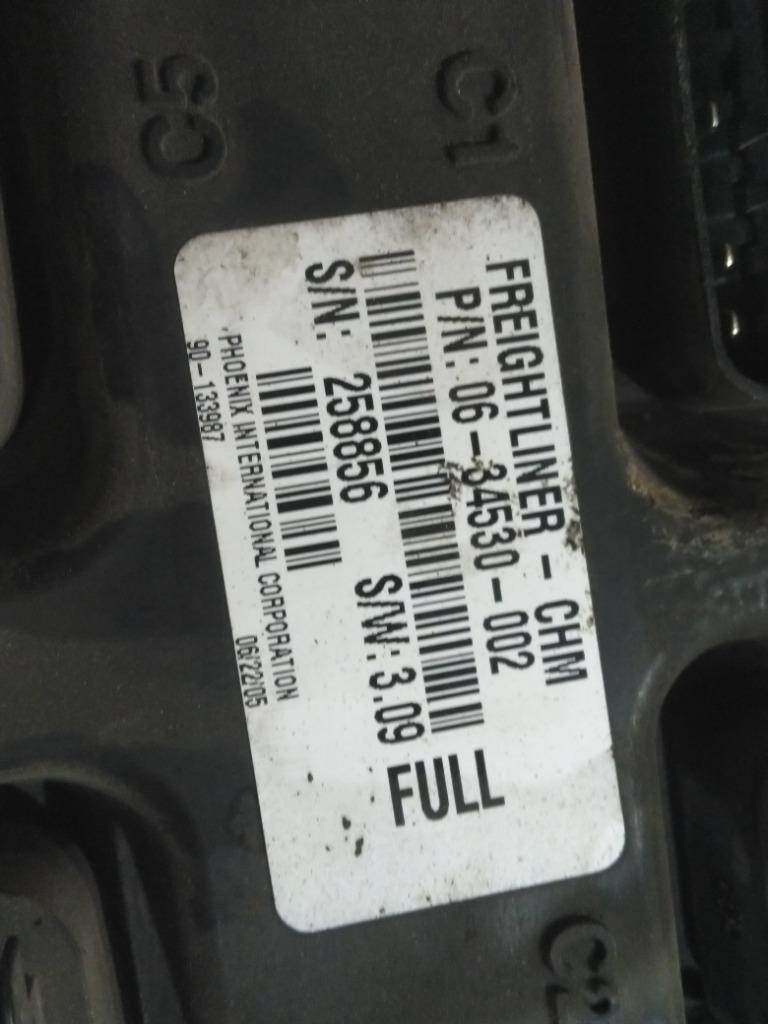 C5
C1
FREIGHTLINER - CHM
P/N: 06-34530-002
S/N: 258856 S/W: 3.09
FULL
PHOENIX INTERNATIONAL CORPORATION
90-133987 06/22/05
C2